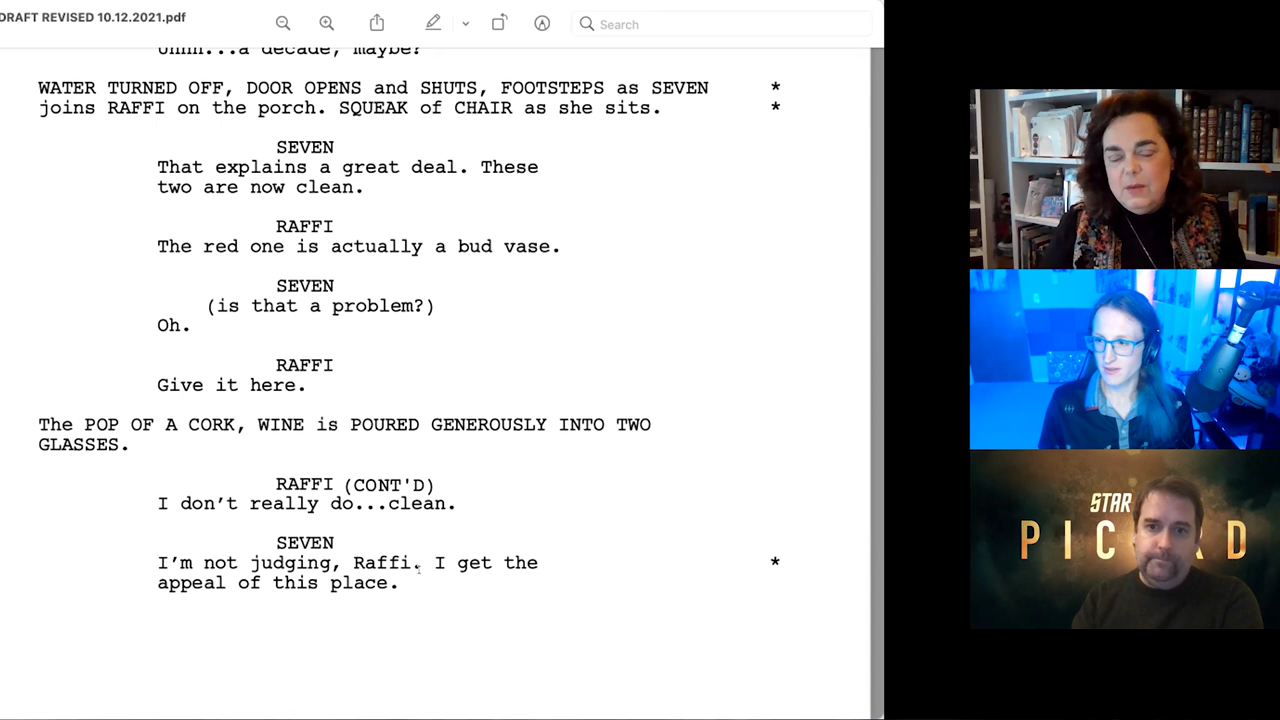 DRAFT REVISED 10.12.2021.pdf
Search
Uhhh...a decade, maybe?
WATER TURNED OFF, DOOR OPENS and SHUTS, FOOTSTEPS as SEVEN *
joins RAFFI on the porch. SQUEAK of CHAIR as she sits. *
SEVEN
That explains a great deal. These
two are now clean.
RAFFI
The red one is actually a bud vase.
SEVEN
(is that a problem?)
Oh.
RAFFI
Give it here.
The POP OF A CORK, WINE is POURED GENEROUSLY INTO TWO
GLASSES.
RAFFI (CONT'D)
I don't really do...clean.
SEVEN
I'm not judging, Raffi. I get the *
appeal of this place.
STAR
PIC D